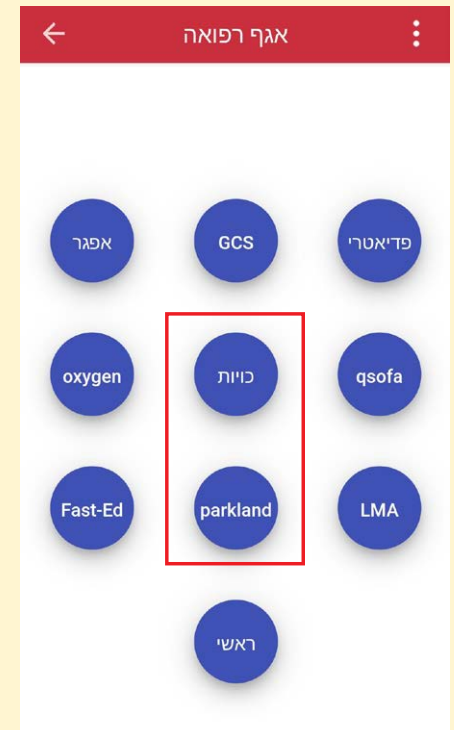 אגף רפואה
פדיאטרי GCS אפגר
qsofa כויות oxygen
LMA parkland Fast-Ed
ראשי